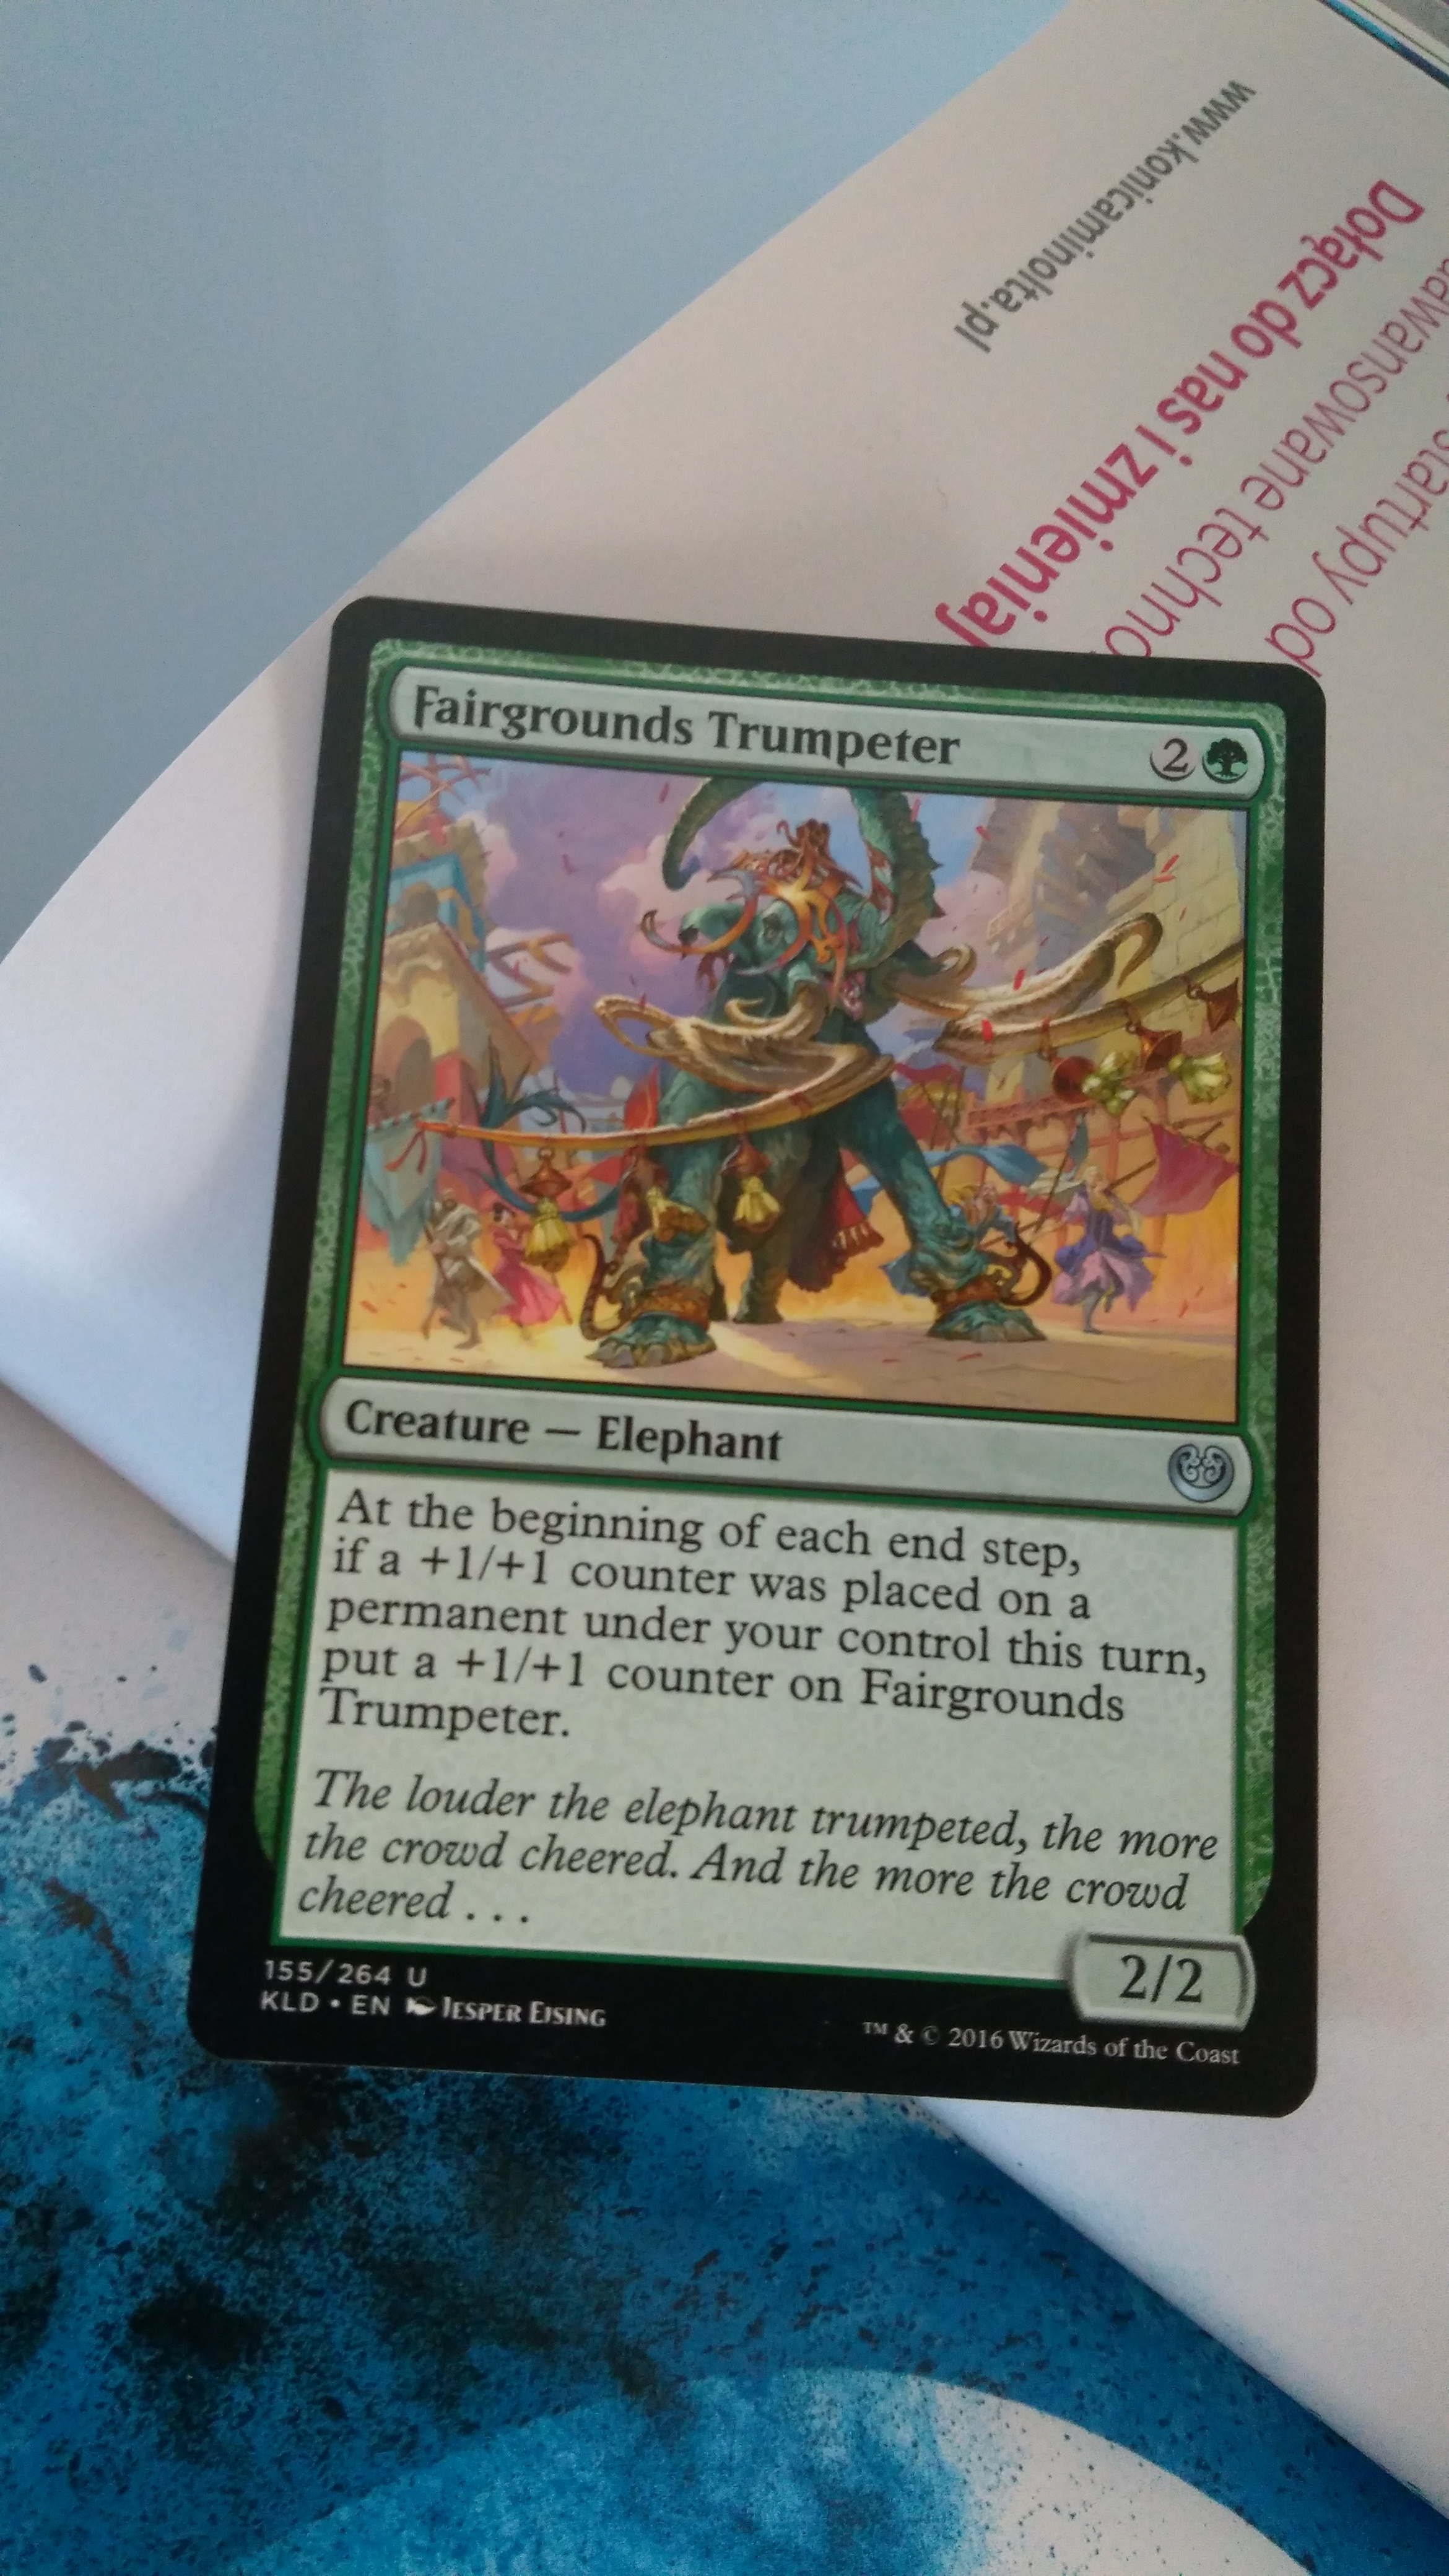 www.konicaminolta.pl
Dołącz do nas i zmieniaj
techno
startupy od
Fairgrounds Trumpeter
2
Creature — Elephant
At the beginning of each end step,
if a +1/+1 counter was placed on a
permanent under your control this turn,
put a +1/+1 counter on Fairgrounds
Trumpeter.
The louder the elephant trumpeted, the more
the crowd cheered. And the more the crowd
cheered . . .
2/2
155/264 U
KLD • EN JESPER EJSING
™ & © 2016 Wizards of the Coast